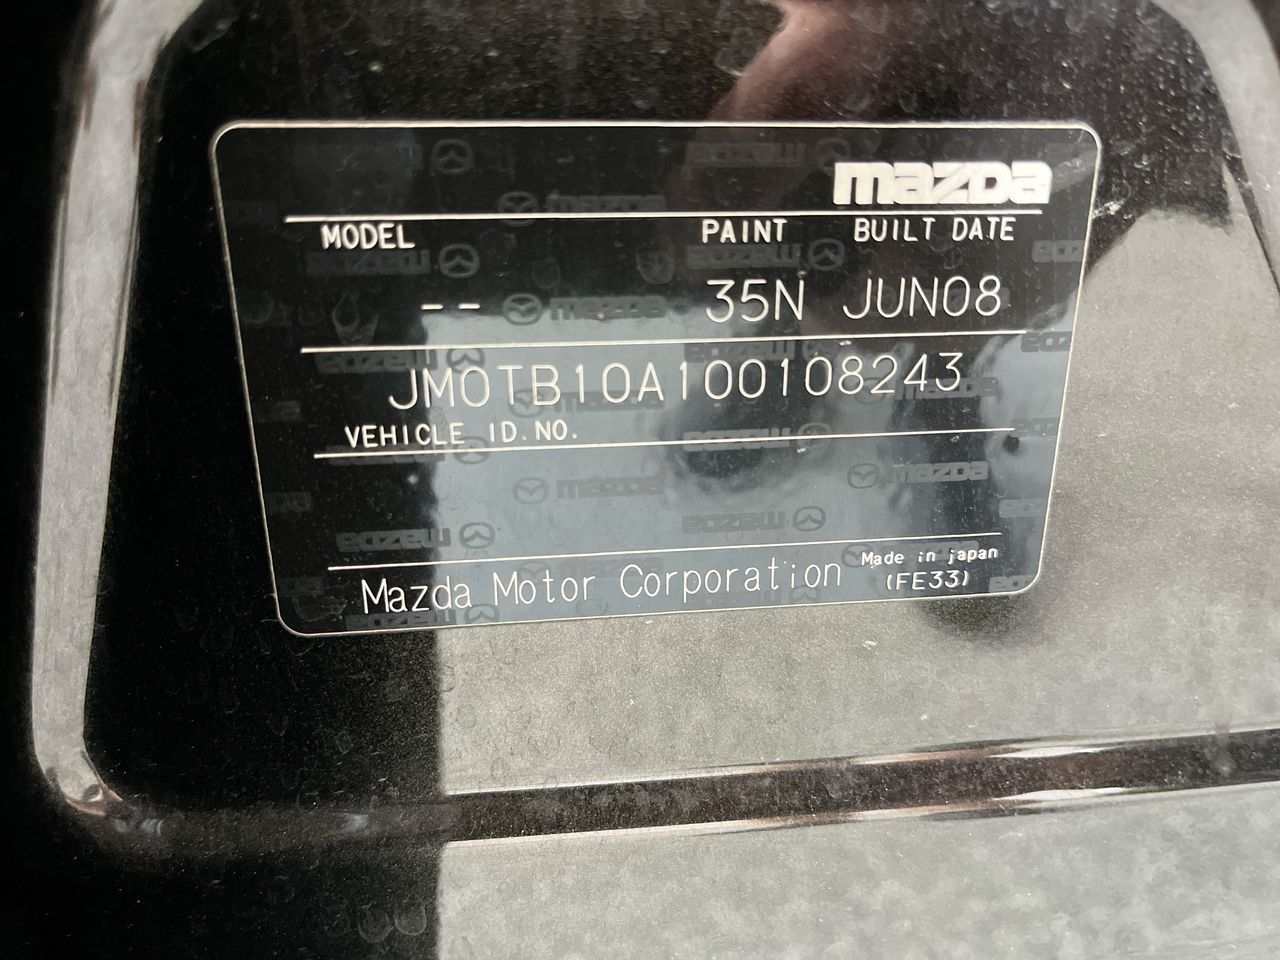 mazda
MODEL PAINT BUILT DATE
-- 35N JUN08
JM0TB10A100108243
VEHICLE ID.NO.
Mazda Motor Corporation Made in japan
(FE33)